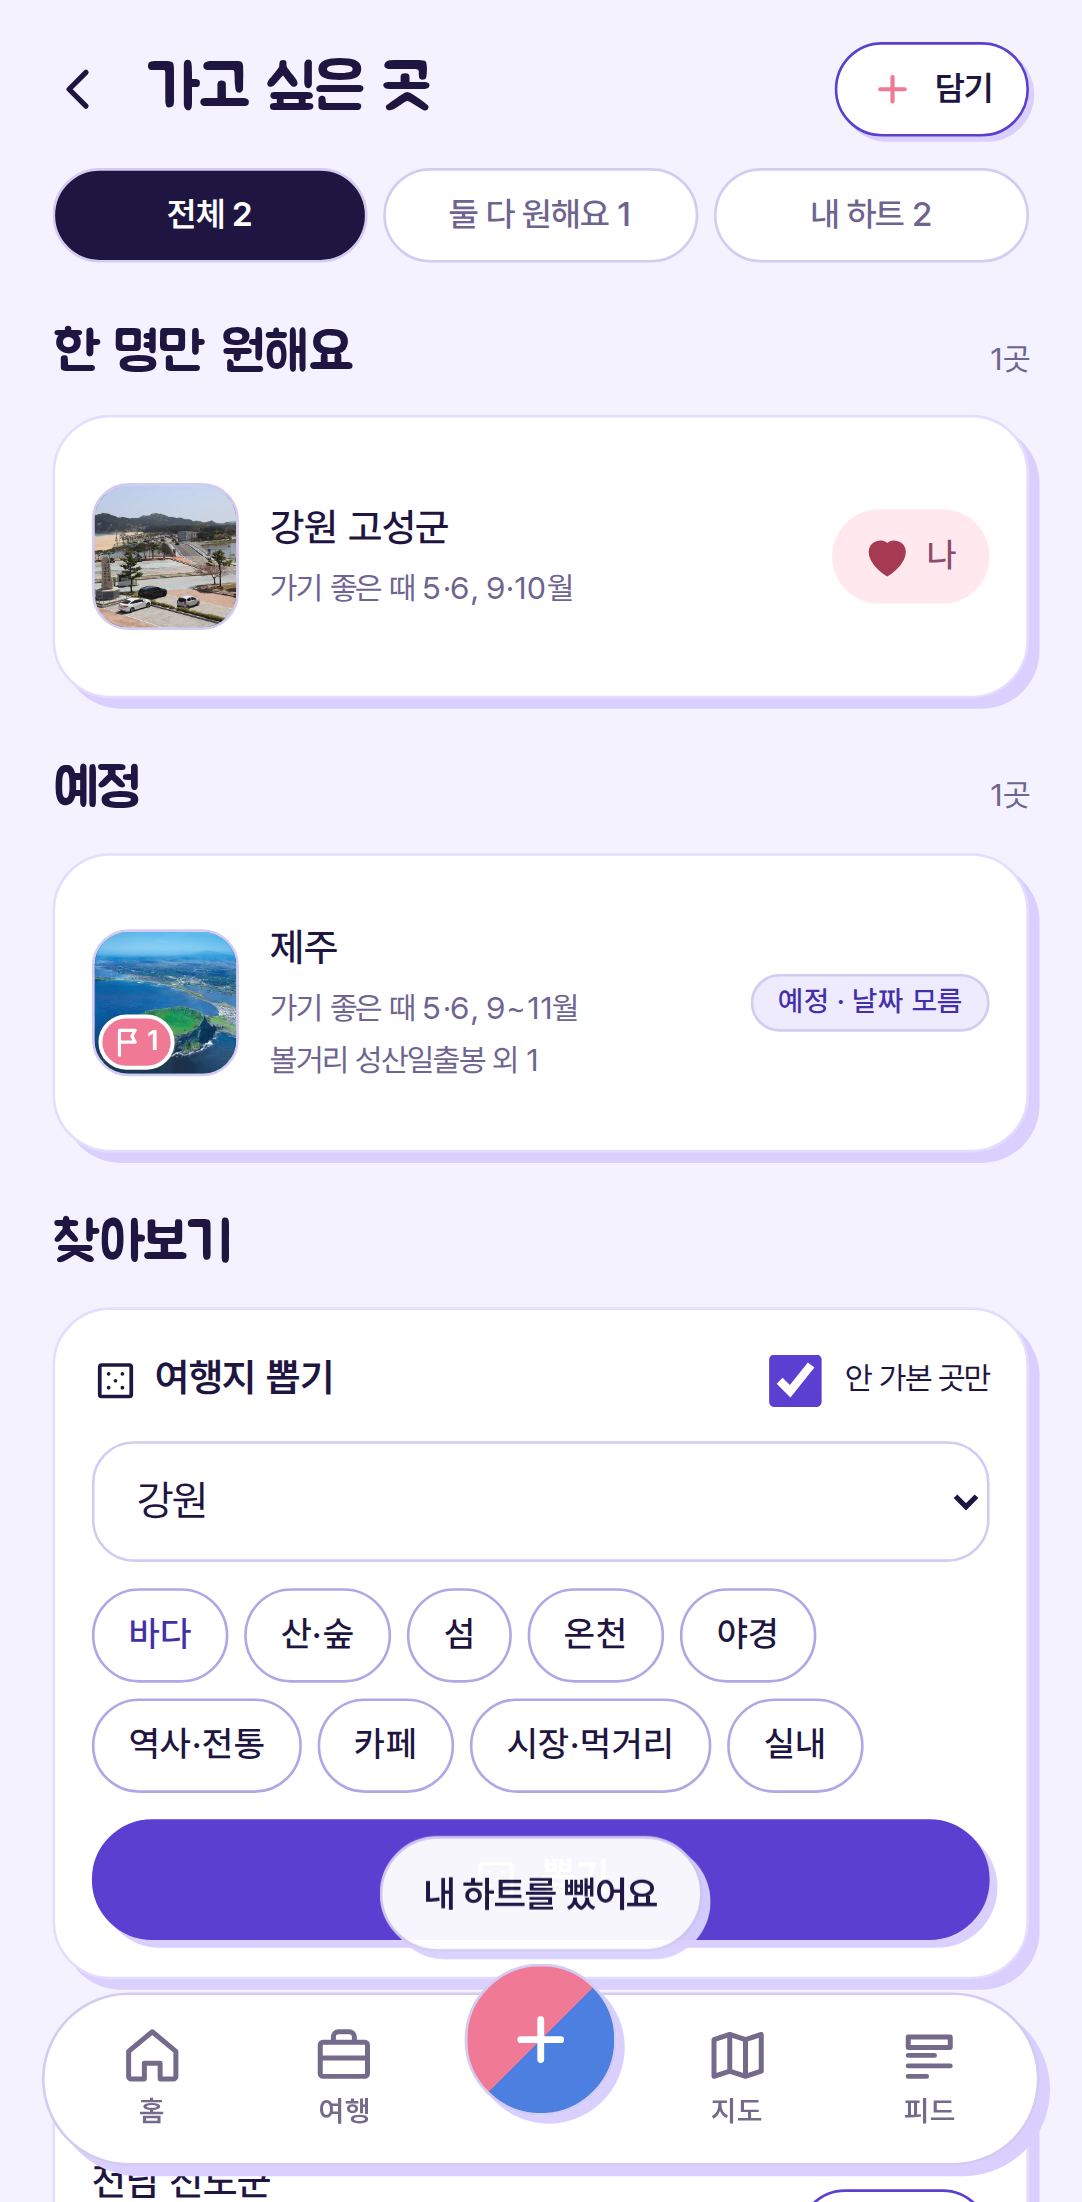 가고 싶은 곳
담기
전체 2
둘 다 원해요 1
내 하트 2
한 명만 원해요
1곳
강원 고성군
가기 좋은 때 5·6, 9·10월
나
예정
1곳
제주
가기 좋은 때 5·6, 9~11월
볼거리 성산일출봉 외 1
1
예정 · 날짜 모름
찾아보기
여행지 뽑기
안 가본 곳만
강원
바다
산·숲
섬
온천
야경
역사·전통
카페
시장·먹거리
실내
내 하트를 뺐어요
홈
여행
지도
피드